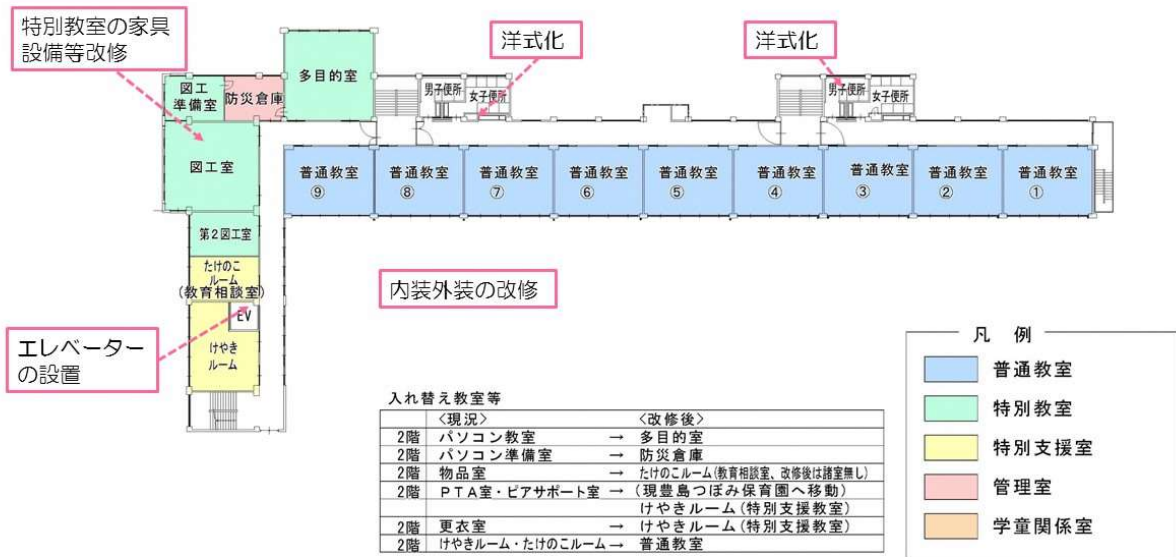 特別教室の家具
設備等改修
洋式化
洋式化
図工
準備室
防災倉庫
多目的室
男子便所
女子便所
男子便所
女子便所
図工室
普通教室
⑨
普通教室
⑧
普通教室
⑦
普通教室
⑥
普通教室
⑤
普通教室
④
普通教室
③
普通教室
②
普通教室
①
第2図工室
たけのこ
ルーム
(教育相談室)
EV
けやき
ルーム
内装外装の改修
エレベーター
の設置
凡 例
普通教室
特別教室
特別支援室
管理室
学童関係室
入れ替え教室等
〈現況〉 〈改修後〉
2階 パソコン教室 → 多目的室
2階 パソコン準備室 → 防災倉庫
2階 物品室 → たけのこルーム(教育相談室、改修後は諸室無し)
2階 PTA室・ピアサポート室 → (現豊島つぼみ保育園へ移動)
けやきルーム(特別支援教室)
2階 更衣室 → けやきルーム(特別支援教室)
2階 けやきルーム・たけのこルーム → 普通教室